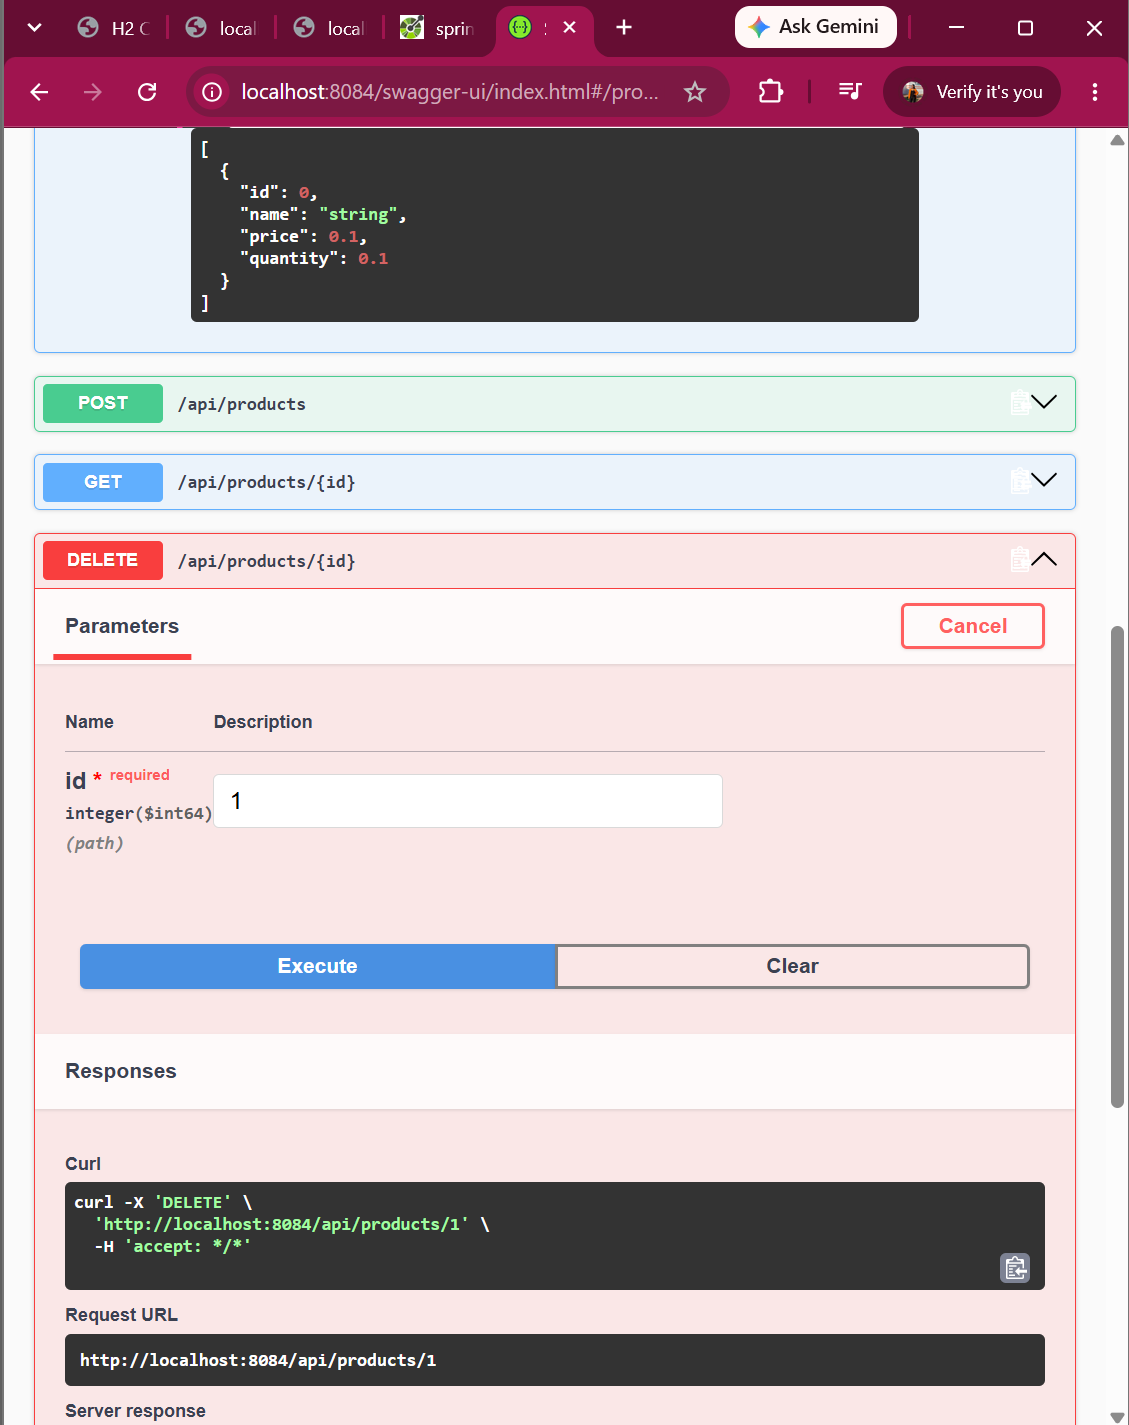 H2 C
local
local
sprin
Ask Gemini
localhost:8084/swagger-ui/index.html#/pro...
Verify it's you
[
{
"id": 0,
"name": "string",
"price": 0.1,
"quantity": 0.1
}
]
POST /api/products
GET /api/products/{id}
DELETE /api/products/{id}
Parameters
Cancel
Name Description
id * required
integer($int64)
(path)
1
Execute Clear
Responses
Curl
curl -X 'DELETE' \
'http://localhost:8084/api/products/1' \
-H 'accept: */*'
Request URL
http://localhost:8084/api/products/1
Server response